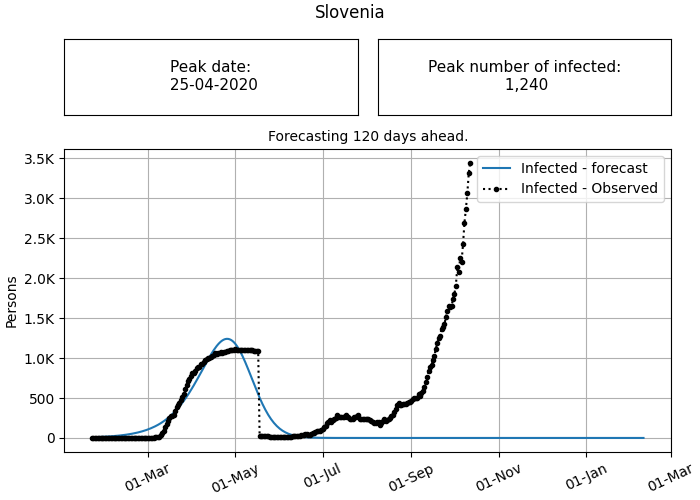 Slovenia
Peak date:
25-04-2020
Peak number of infected:
1,240
Forecasting 120 days ahead.
Infected - forecast
Infected - Observed
3.5K
3.0K
2.5K
2.0K
1.5K
1.0K
500
0
Persons
01-Mar
01-May
01-Jul
01-Sep
01-Nov
01-Jan
01-Mar